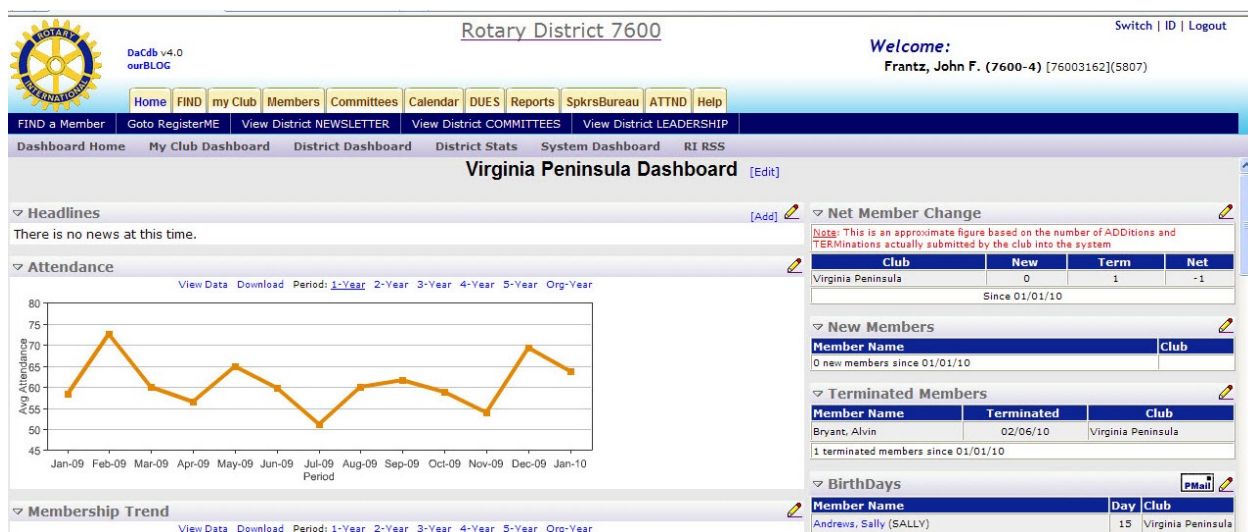 ROTARY
INTERNATIONAL
DaCdb v4.0
ourBLOG
Rotary District 7600
Switch | ID | Logout
Welcome:
Frantz, John F. (7600-4) [76003162](5807)
Home FIND my Club Members Committees Calendar DUES Reports SpkrsBureau ATTND Help
FIND a Member Goto RegisterME View District NEWSLETTER View District COMMITTEES View District LEADERSHIP
Dashboard Home My Club Dashboard District Dashboard District Stats System Dashboard RI RSS
Virginia Peninsula Dashboard [Edit]
Headlines [Add]
There is no news at this time.
Attendance
View Data Download Period: 1-Year 2-Year 3-Year 4-Year 5-Year Org-Year
Avg Attendance
80
75
70
65
60
55
50
45
Jan-09 Feb-09 Mar-09 Apr-09 May-09 Jun-09 Jul-09 Aug-09 Sep-09 Oct-09 Nov-09 Dec-09 Jan-10
Period
Membership Trend
View Data Download Period: 1-Year 2-Year 3-Year 4-Year 5-Year Org-Year
Net Member Change
Note: This is an approximate figure based on the number of ADDitions and
TERMinations actually submitted by the club into the system
Club New Term Net
Virginia Peninsula 0 1 -1
Since 01/01/10
New Members
Member Name Club
0 new members since 01/01/10
Terminated Members
Member Name Terminated Club
Bryant, Alvin 02/06/10 Virginia Peninsula
1 terminated members since 01/01/10
BirthDays PMail
Member Name Day Club
Andrews, Sally (SALLY) 15 Virginia Peninsula